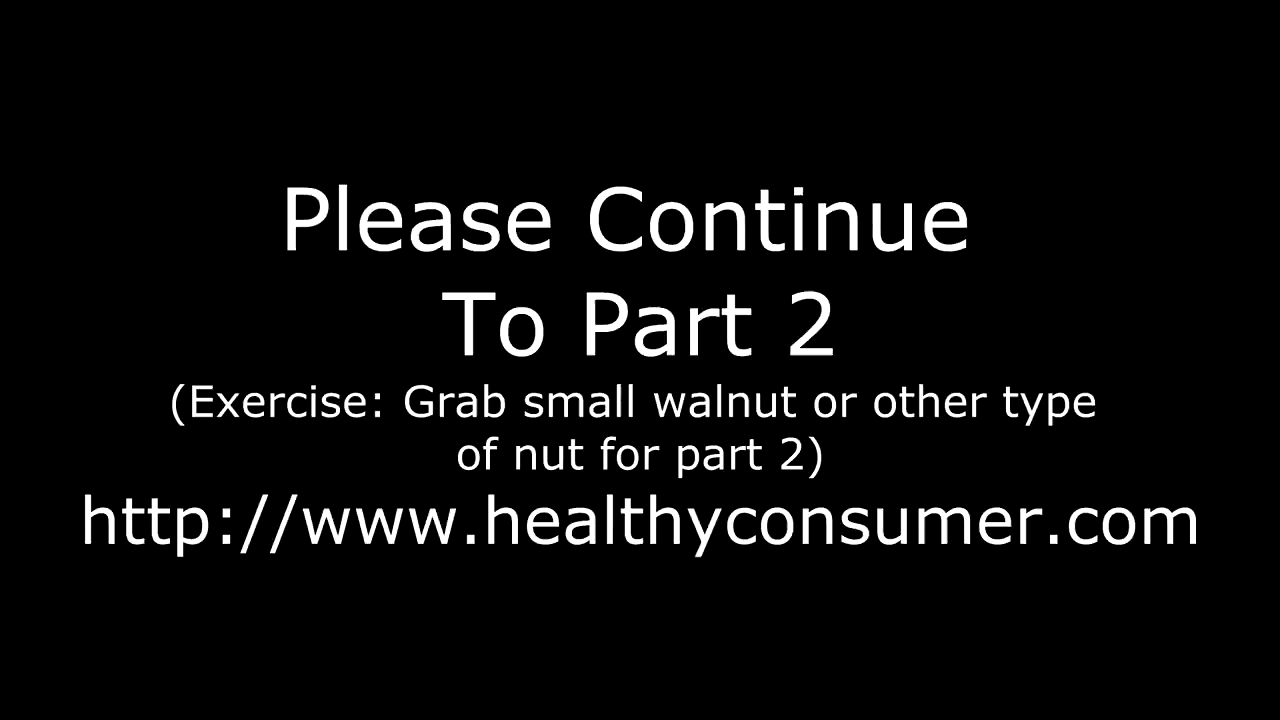 Please Continue
To Part 2
(Exercise: Grab small walnut or other type
of nut for part 2)
http://www.healthyconsumer.com